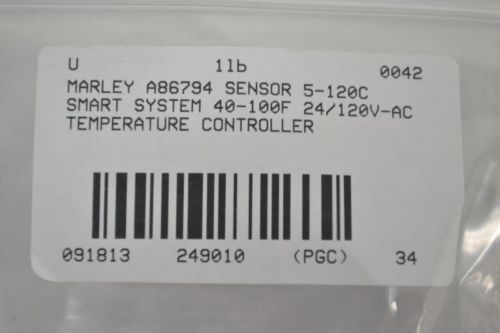 U 11b 0042
MARLEY A86794 SENSOR 5-120C
SMART SYSTEM 40-100F 24/120V-AC
TEMPERATURE CONTROLLER
091813 249010 (PGC) 34